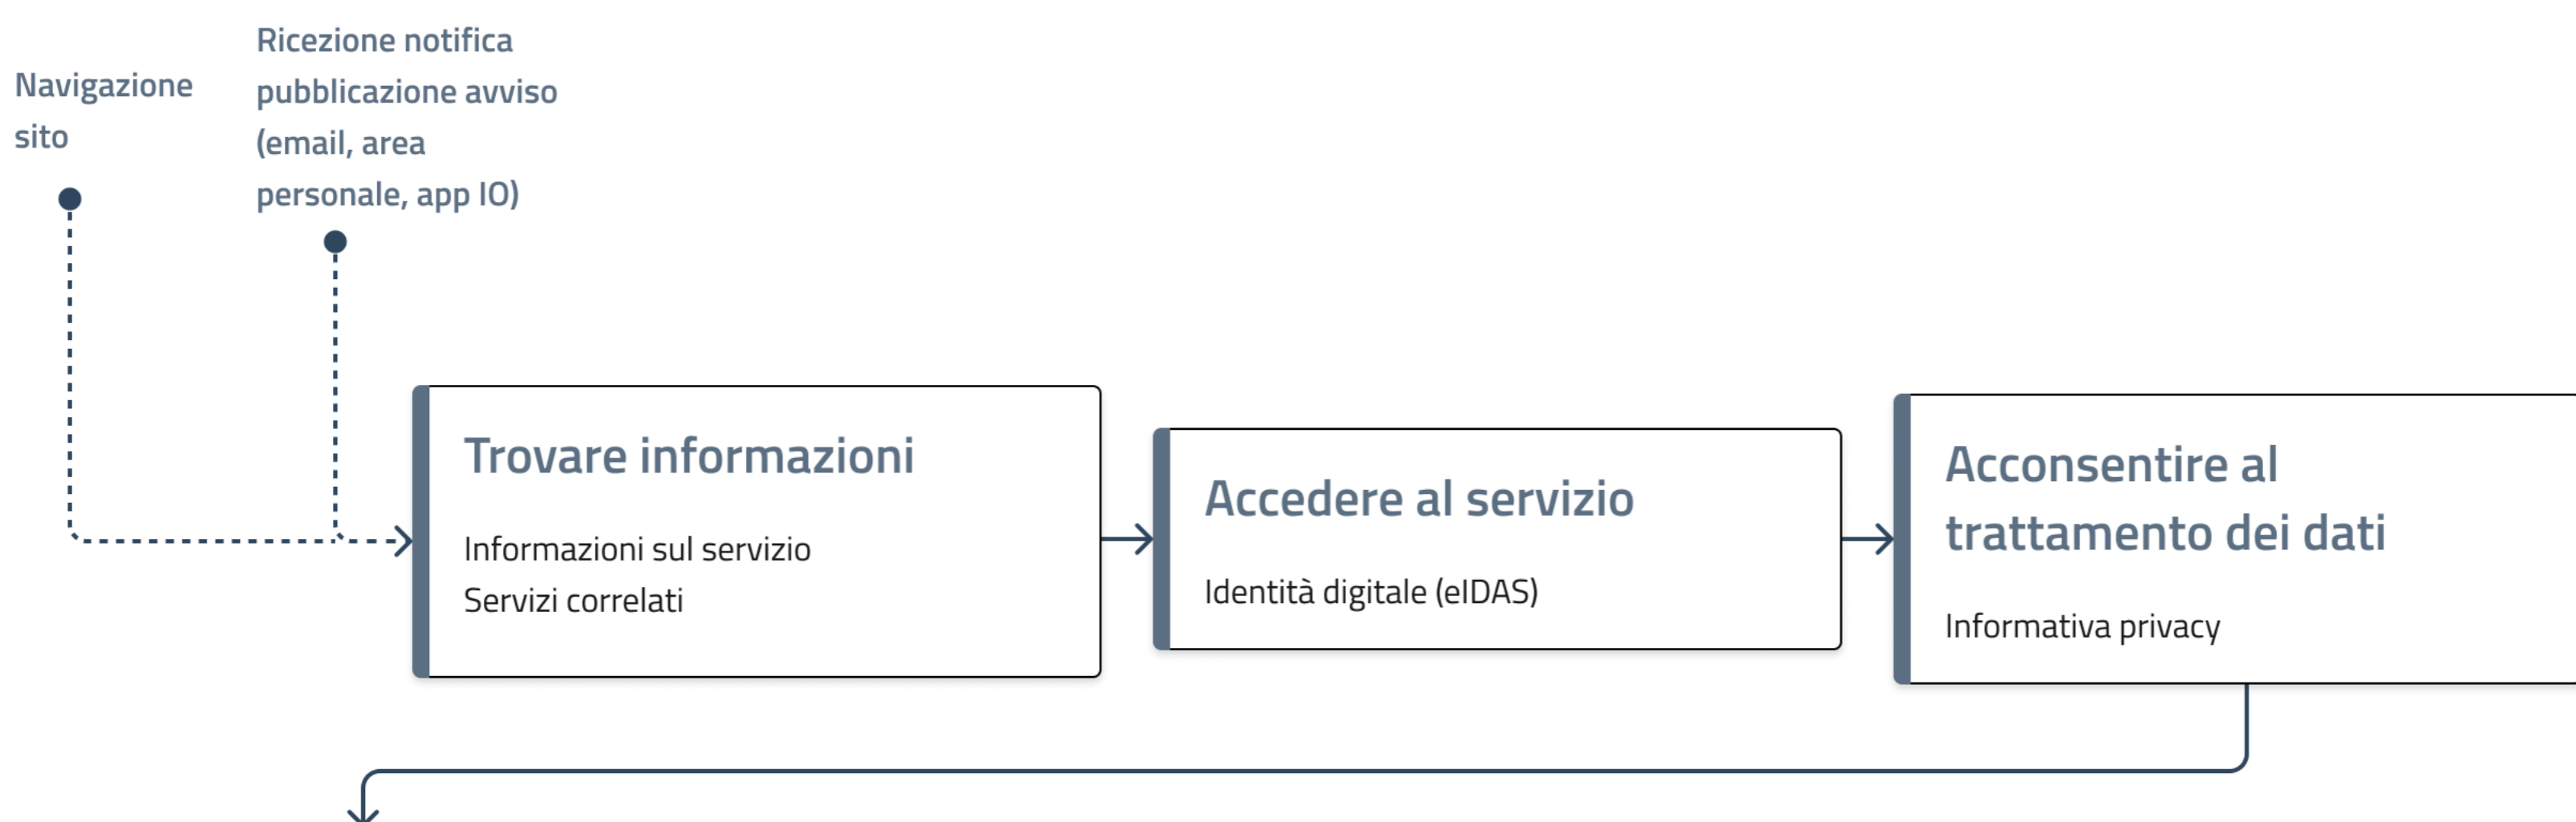 Navigazione
sito
Ricezione notifica
pubblicazione avviso
(email, area
personale, app IO)
Trovare informazioni
Informazioni sul servizio
Servizi correlati
Accedere al servizio
Identità digitale (eIDAS)
Acconsentire al
trattamento dei dati
Informativa privacy